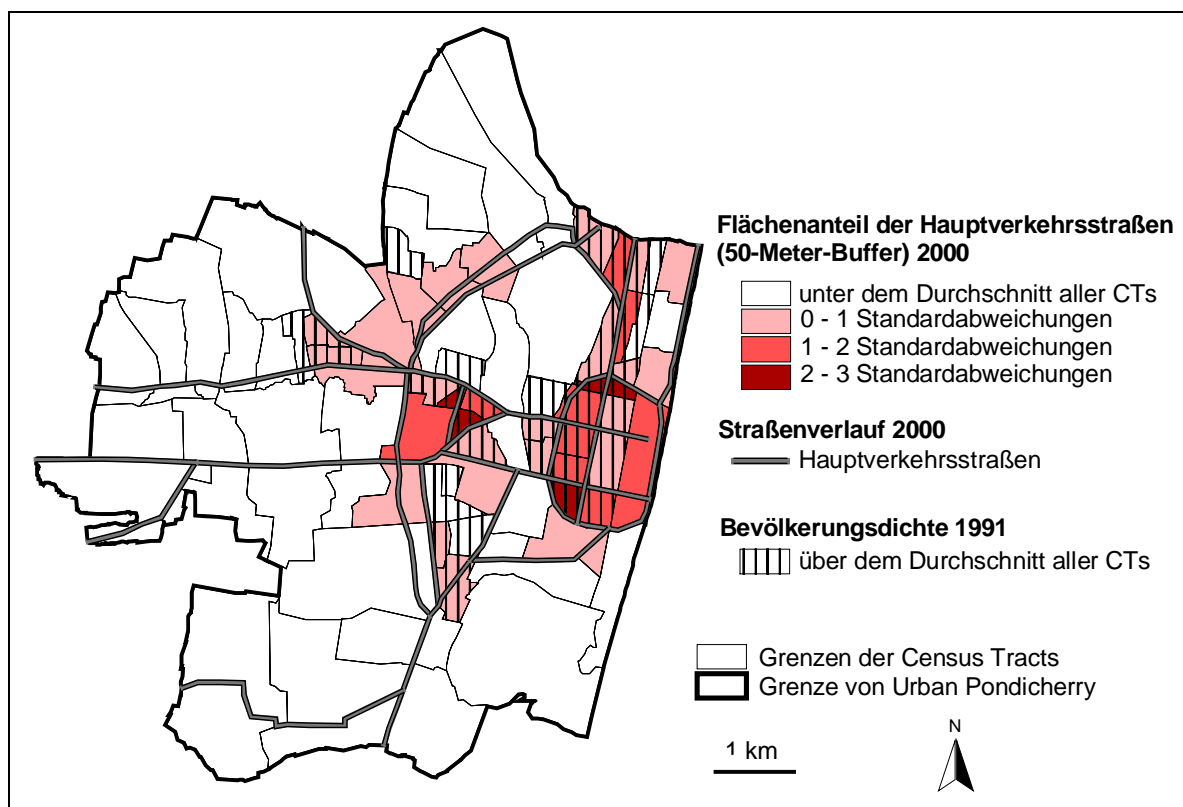 Flächenanteil der Hauptverkehrsstraßen
(50-Meter-Buffer) 2000
unter dem Durchschnitt aller CTs
0 - 1 Standardabweichungen
1 - 2 Standardabweichungen
2 - 3 Standardabweichungen
Straßenverlauf 2000
Hauptverkehrsstraßen
Bevölkerungsdichte 1991
über dem Durchschnitt aller CTs
Grenzen der Census Tracts
Grenze von Urban Pondicherry
N
1 km